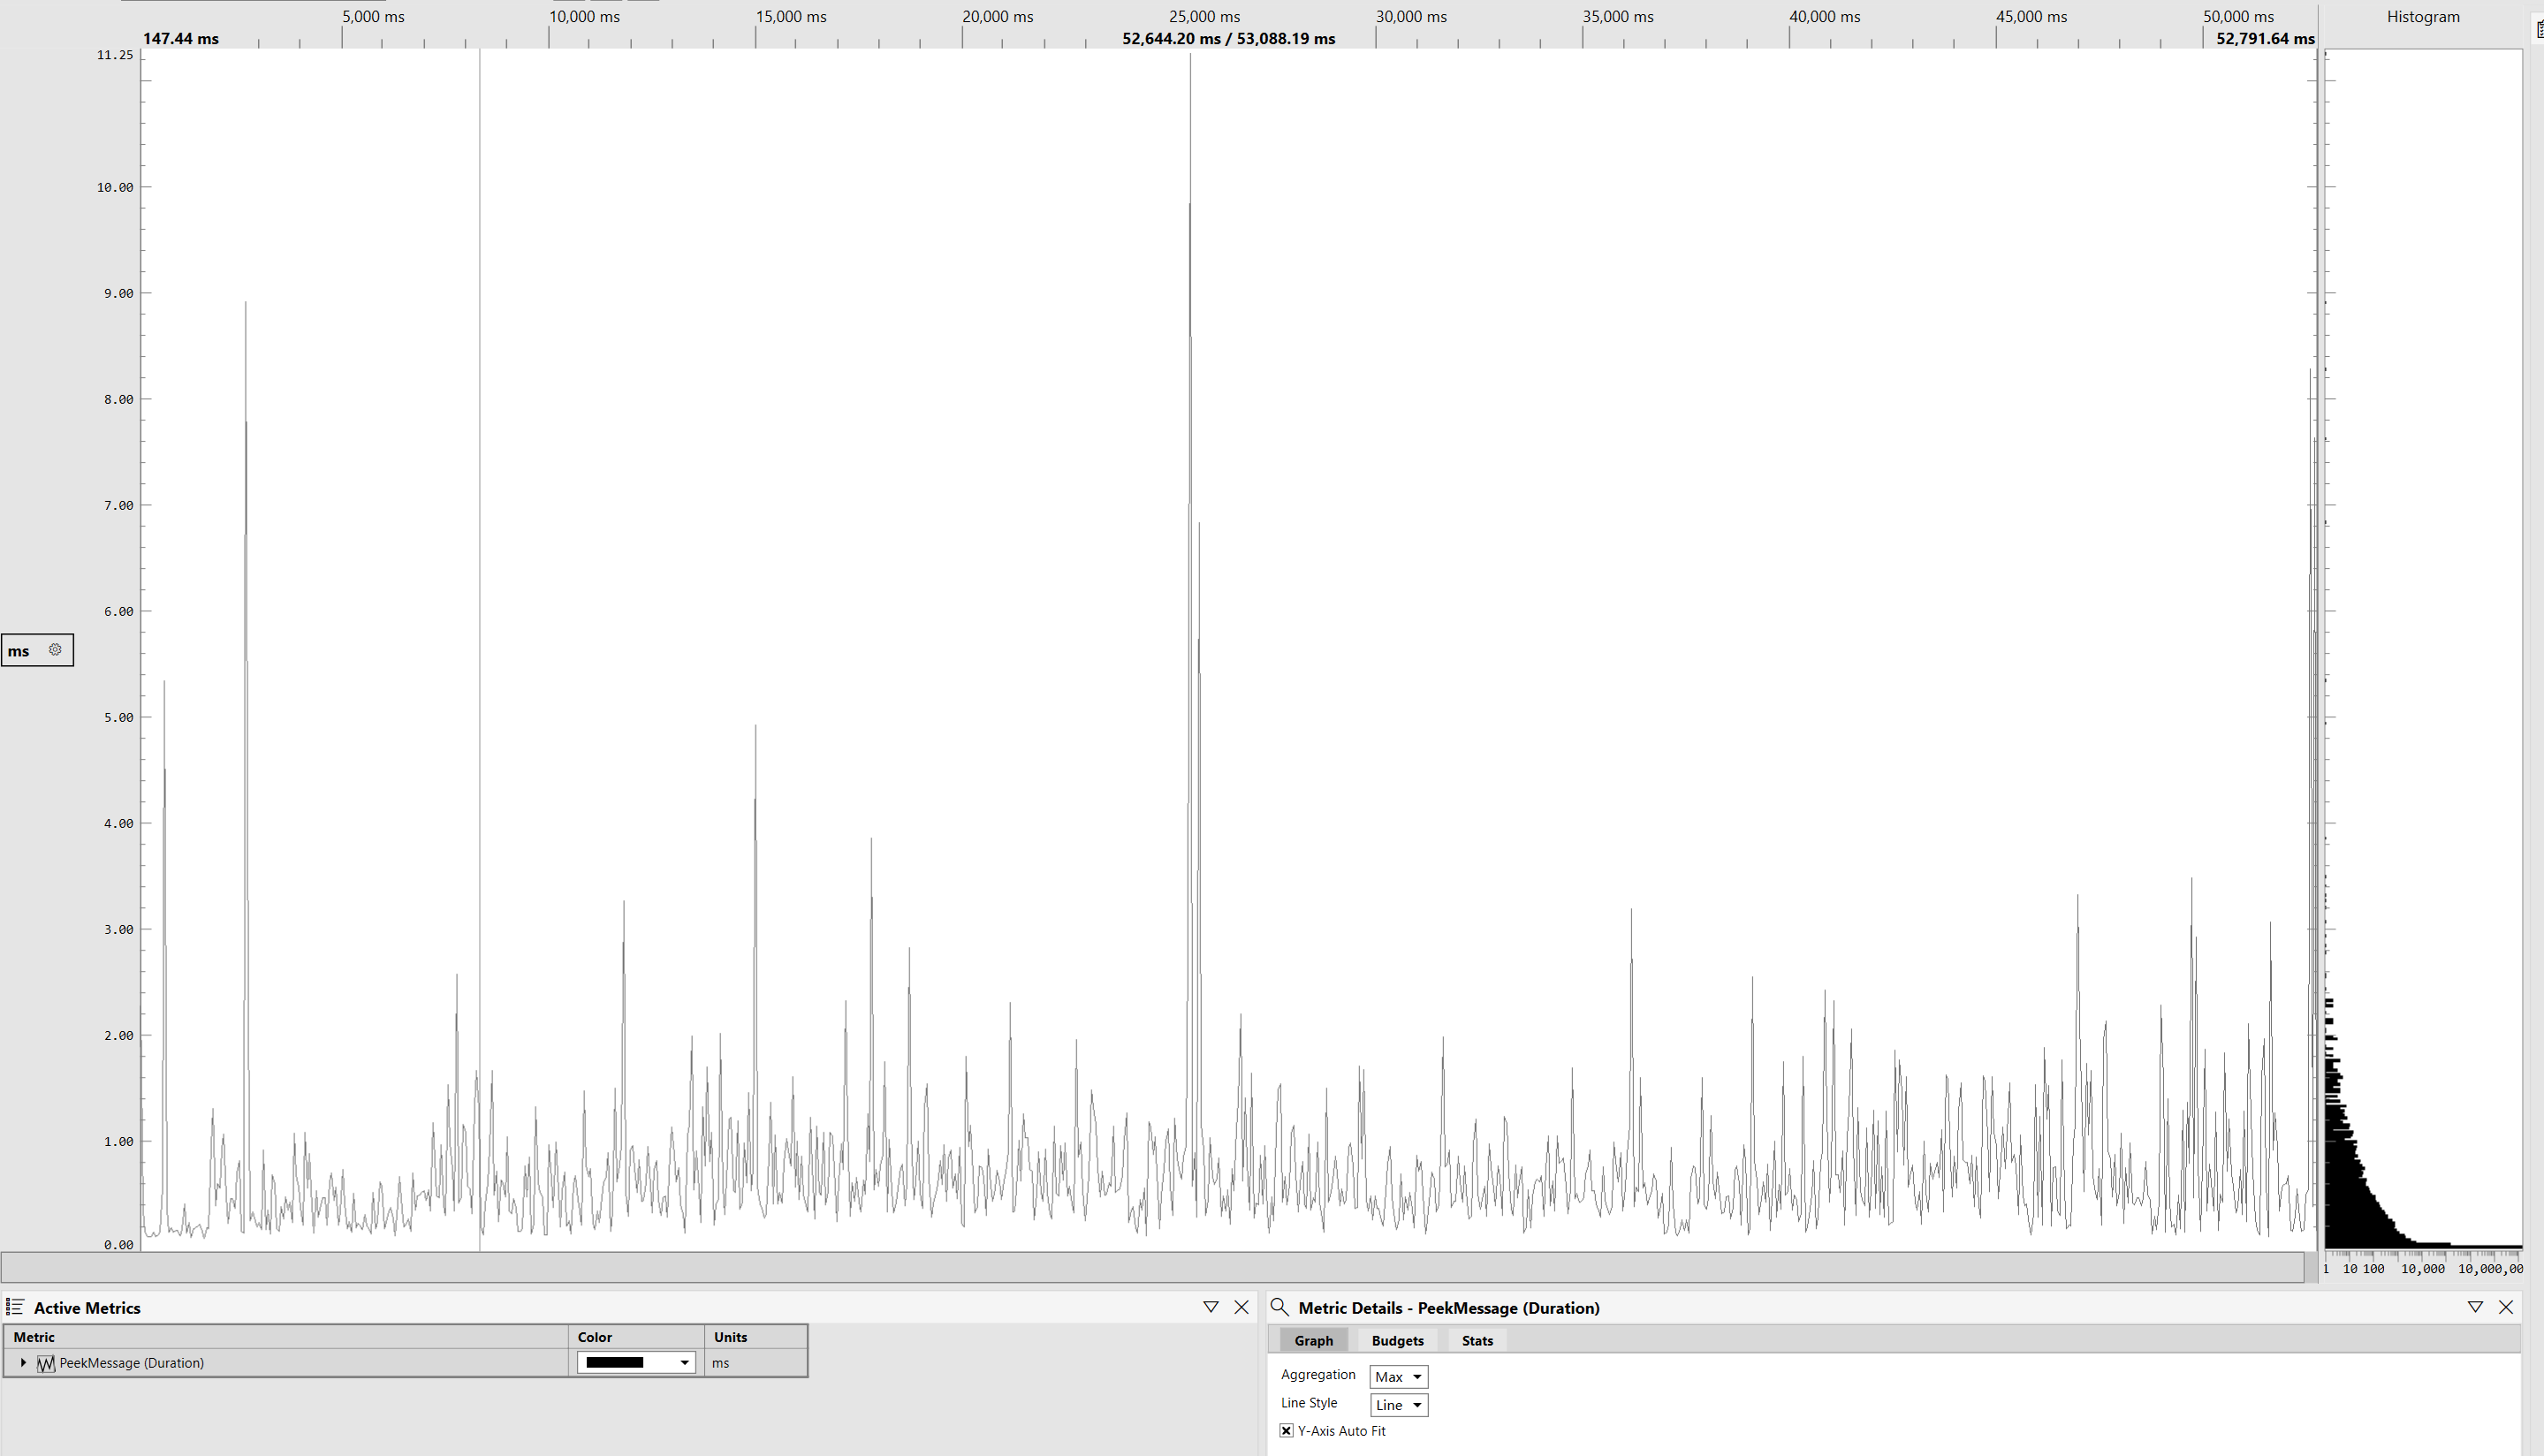 5,000 ms 10,000 ms 15,000 ms 20,000 ms 25,000 ms 30,000 ms 35,000 ms 40,000 ms 45,000 ms 50,000 ms Histogram
147.44 ms 52,644.20 ms / 53,088.19 ms 52,791.64 ms
11.25
10.00
9.00
8.00
7.00
6.00
ms
5.00
4.00
3.00
2.00
1.00
0.00
1 10 100 10,000 10,000,00
Active Metrics
Metric Color Units
PeekMessage (Duration) ms
Metric Details - PeekMessage (Duration)
Graph Budgets Stats
Aggregation Max
Line Style Line
Y-Axis Auto Fit